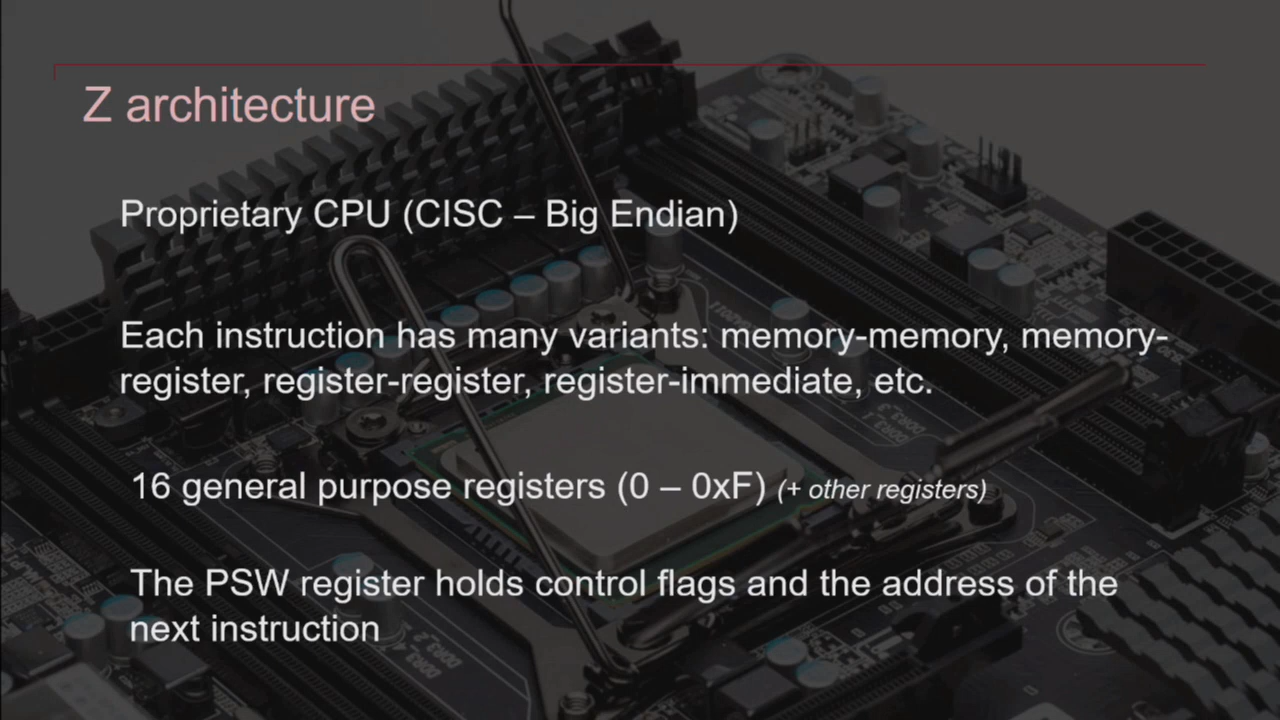 Z architecture
Proprietary CPU (CISC – Big Endian)
Each instruction has many variants: memory-memory, memory-
register, register-register, register-immediate, etc.
16 general purpose registers (0 – 0xF) (+ other registers)
The PSW register holds control flags and the address of the
next instruction
DDR3_3
DDR3_2